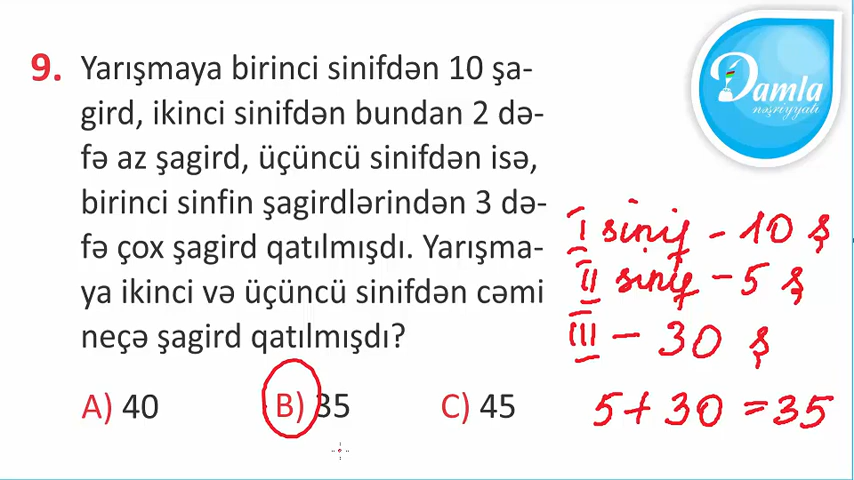 9. Yarışmaya birinci sinifdən 10 şa-
gird, ikinci sinifdən bundan 2 də-
fə az şagird, üçüncü sinifdən isə,
birinci sinfin şagirdlərindən 3 də-
fə çox şagird qatılmışdı. Yarışma-
ya ikinci və üçüncü sinifdən cəmi
neçə şagird qatılmışdı?
A) 40 B) 35 C) 45
Damla
nəşriyyatı
I sinif - 10 ş
II sinif - 5 ş
III - 30 ş
5 + 30 = 35